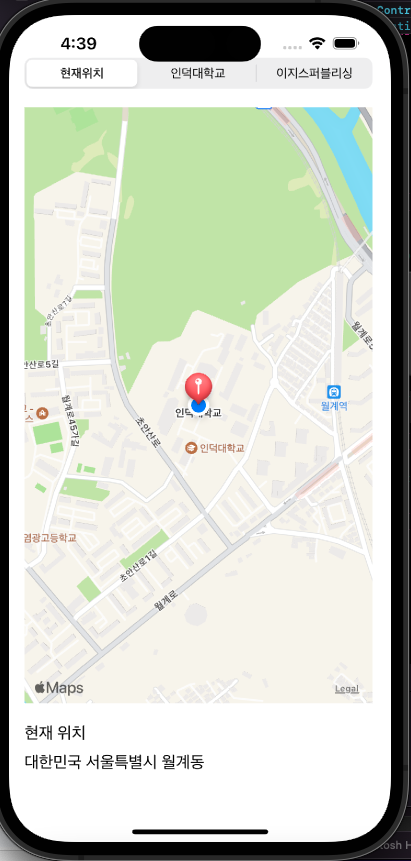 Contr
4:39
현재위치
인덕대학교
이지스퍼블리싱
초안산로1길
월계로45가길
초안산로
월계역
인덕대학교
인덕대학교
염광고등학교
초안산로1길
월계로
Maps
Legal
현재 위치
대한민국 서울특별시 월계동
osh H